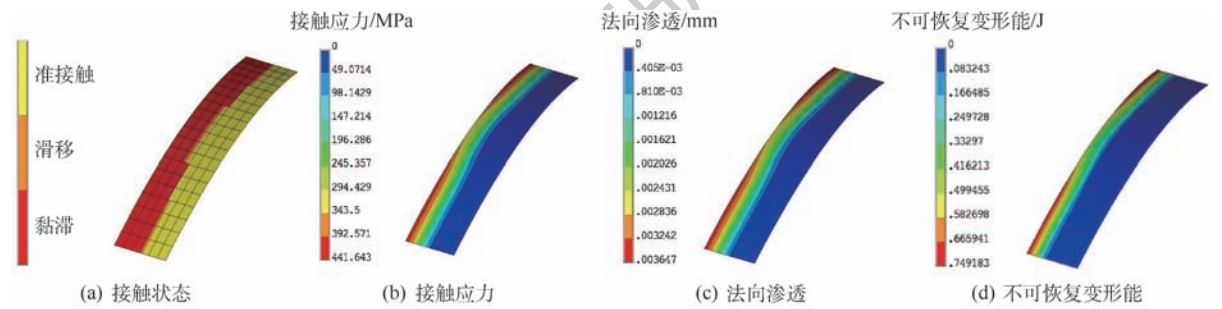 接触应力/MPa
法向渗透/mm
不可恢复变形能/J
准接触
滑移
黏滞
0
49.0714
98.1429
147.214
196.286
245.357
294.429
343.5
392.571
441.643
0
.405E-03
.810E-03
.001216
.001621
.002026
.002431
.002836
.003242
.003647
0
.083243
.166485
.249728
.33297
.416213
.499455
.582698
.665941
.749183
(a) 接触状态
(b) 接触应力
(c) 法向渗透
(d) 不可恢复变形能